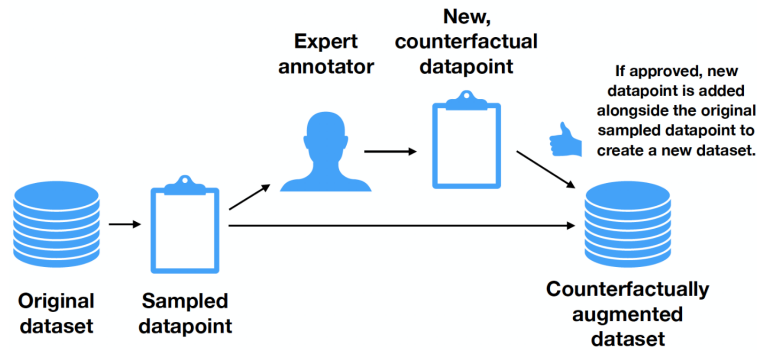 Expert
annotator
New,
counterfactual
datapoint
If approved, new
datapoint is added
alongside the original
sampled datapoint to
create a new dataset.
Original
dataset
Sampled
datapoint
Counterfactually
augmented
dataset